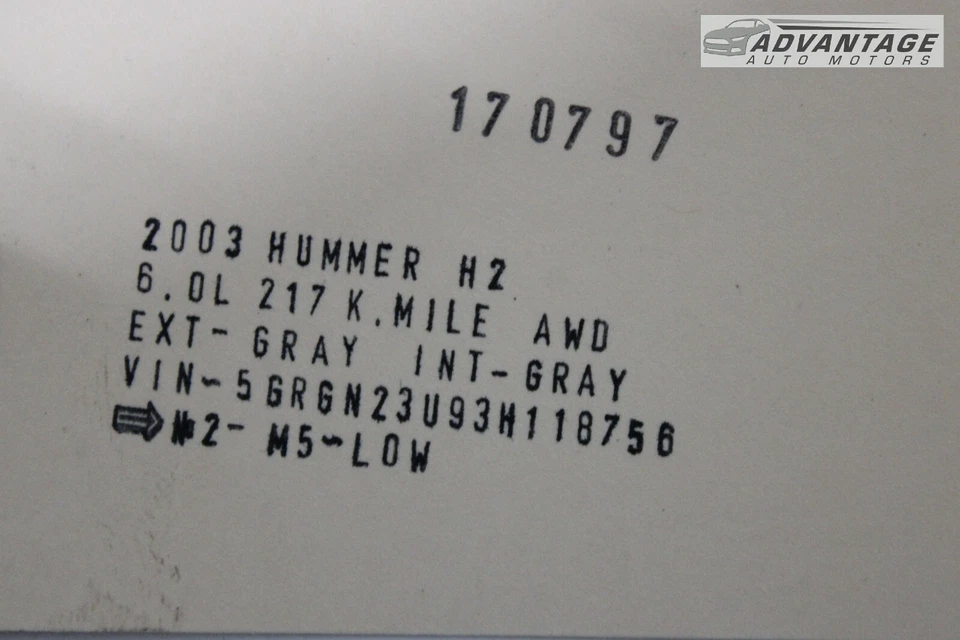 ADVANTAGE
AUTO MOTORS
170797
2003 HUMMER H2
6.0L 217 K.MILE AWD
EXT- GRAY INT-GRAY
VIN~5GRGN23U93H118756
⇨ №2- M5~LOW